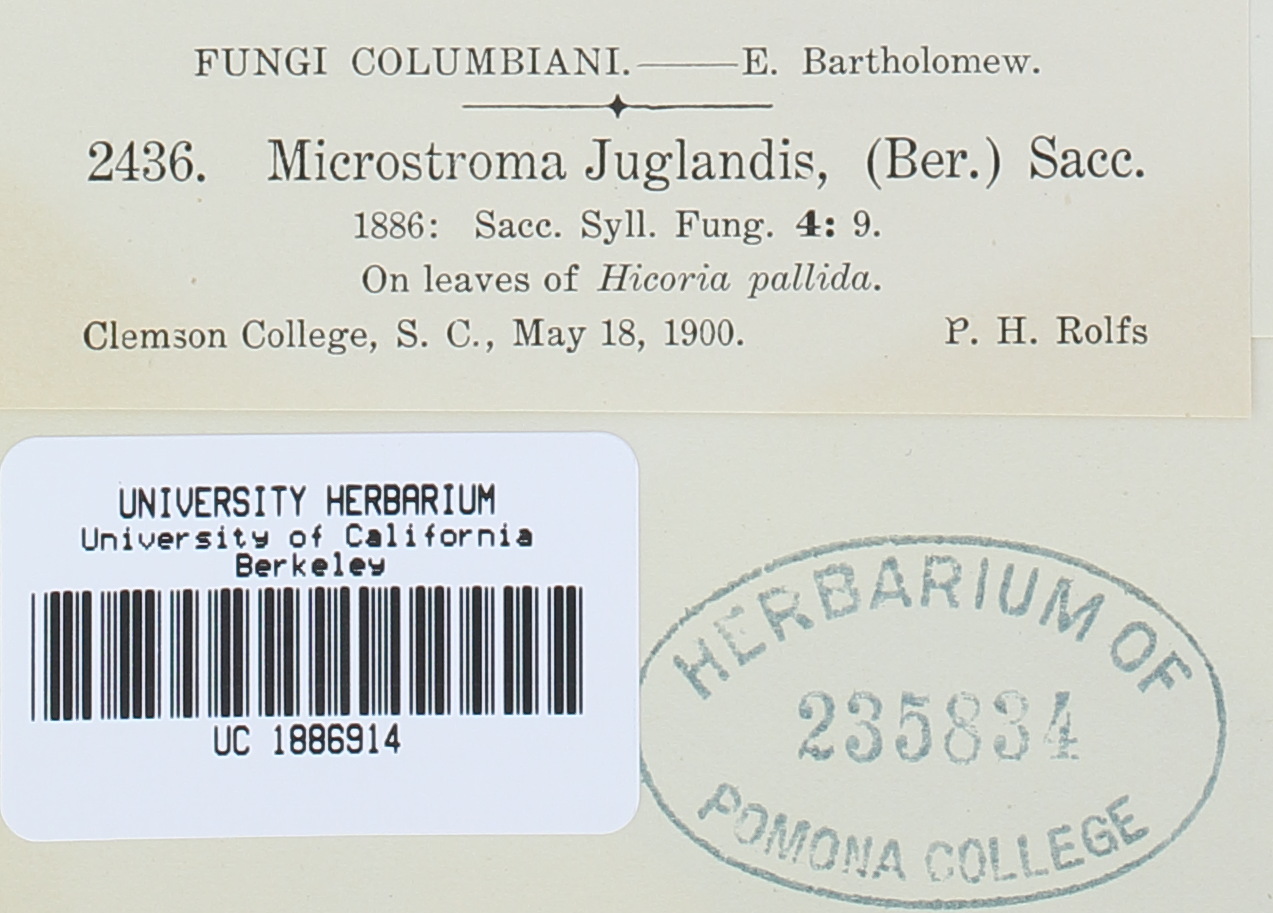 FUNGI COLUMBIANI.——E. Bartholomew.
2436. Microstroma Juglandis, (Ber.) Sacc.
1886: Sacc. Syll. Fung. 4: 9.
On leaves of Hicoria pallida.
Clemson College, S. C., May 18, 1900. P. H. Rolfs
UNIVERSITY HERBARIUM
University of California
Berkeley
UC 1886914
HERBARIUM OF
235834
POMONA COLLEGE